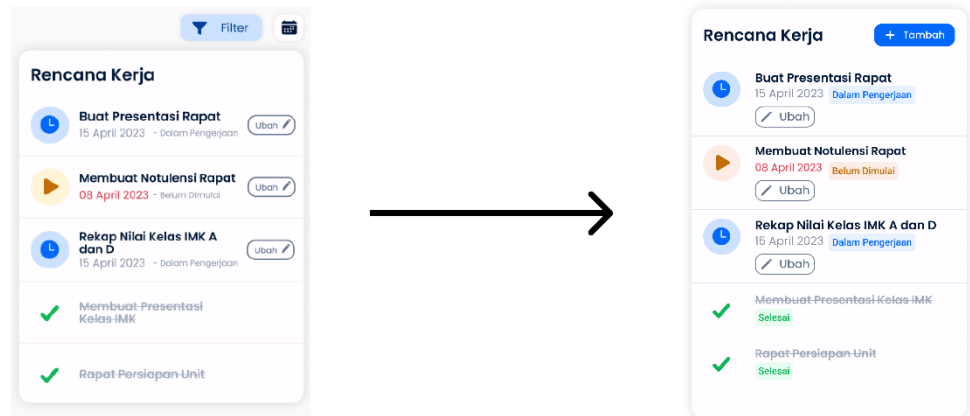 Filter
Rencana Kerja
Buat Presentasi Rapat
15 April 2023 - Dalam Pengerjaan
Ubah
Membuat Notulensi Rapat
08 April 2023 - Belum Dimulai
Ubah
Rekap Nilai Kelas IMK A
dan D
15 April 2023 - Dalam Pengerjaan
Ubah
Membuat Presentasi
Kelas IMK
Rapat Persiapan Unit
Rencana Kerja
+ Tambah
Buat Presentasi Rapat
15 April 2023 Dalam Pengerjaan
Ubah
Membuat Notulensi Rapat
08 April 2023 Belum Dimulai
Ubah
Rekap Nilai Kelas IMK A dan D
15 April 2023 Dalam Pengerjaan
Ubah
Membuat Presentasi Kelas IMK
Selesai
Rapat Persiapan Unit
Selesai